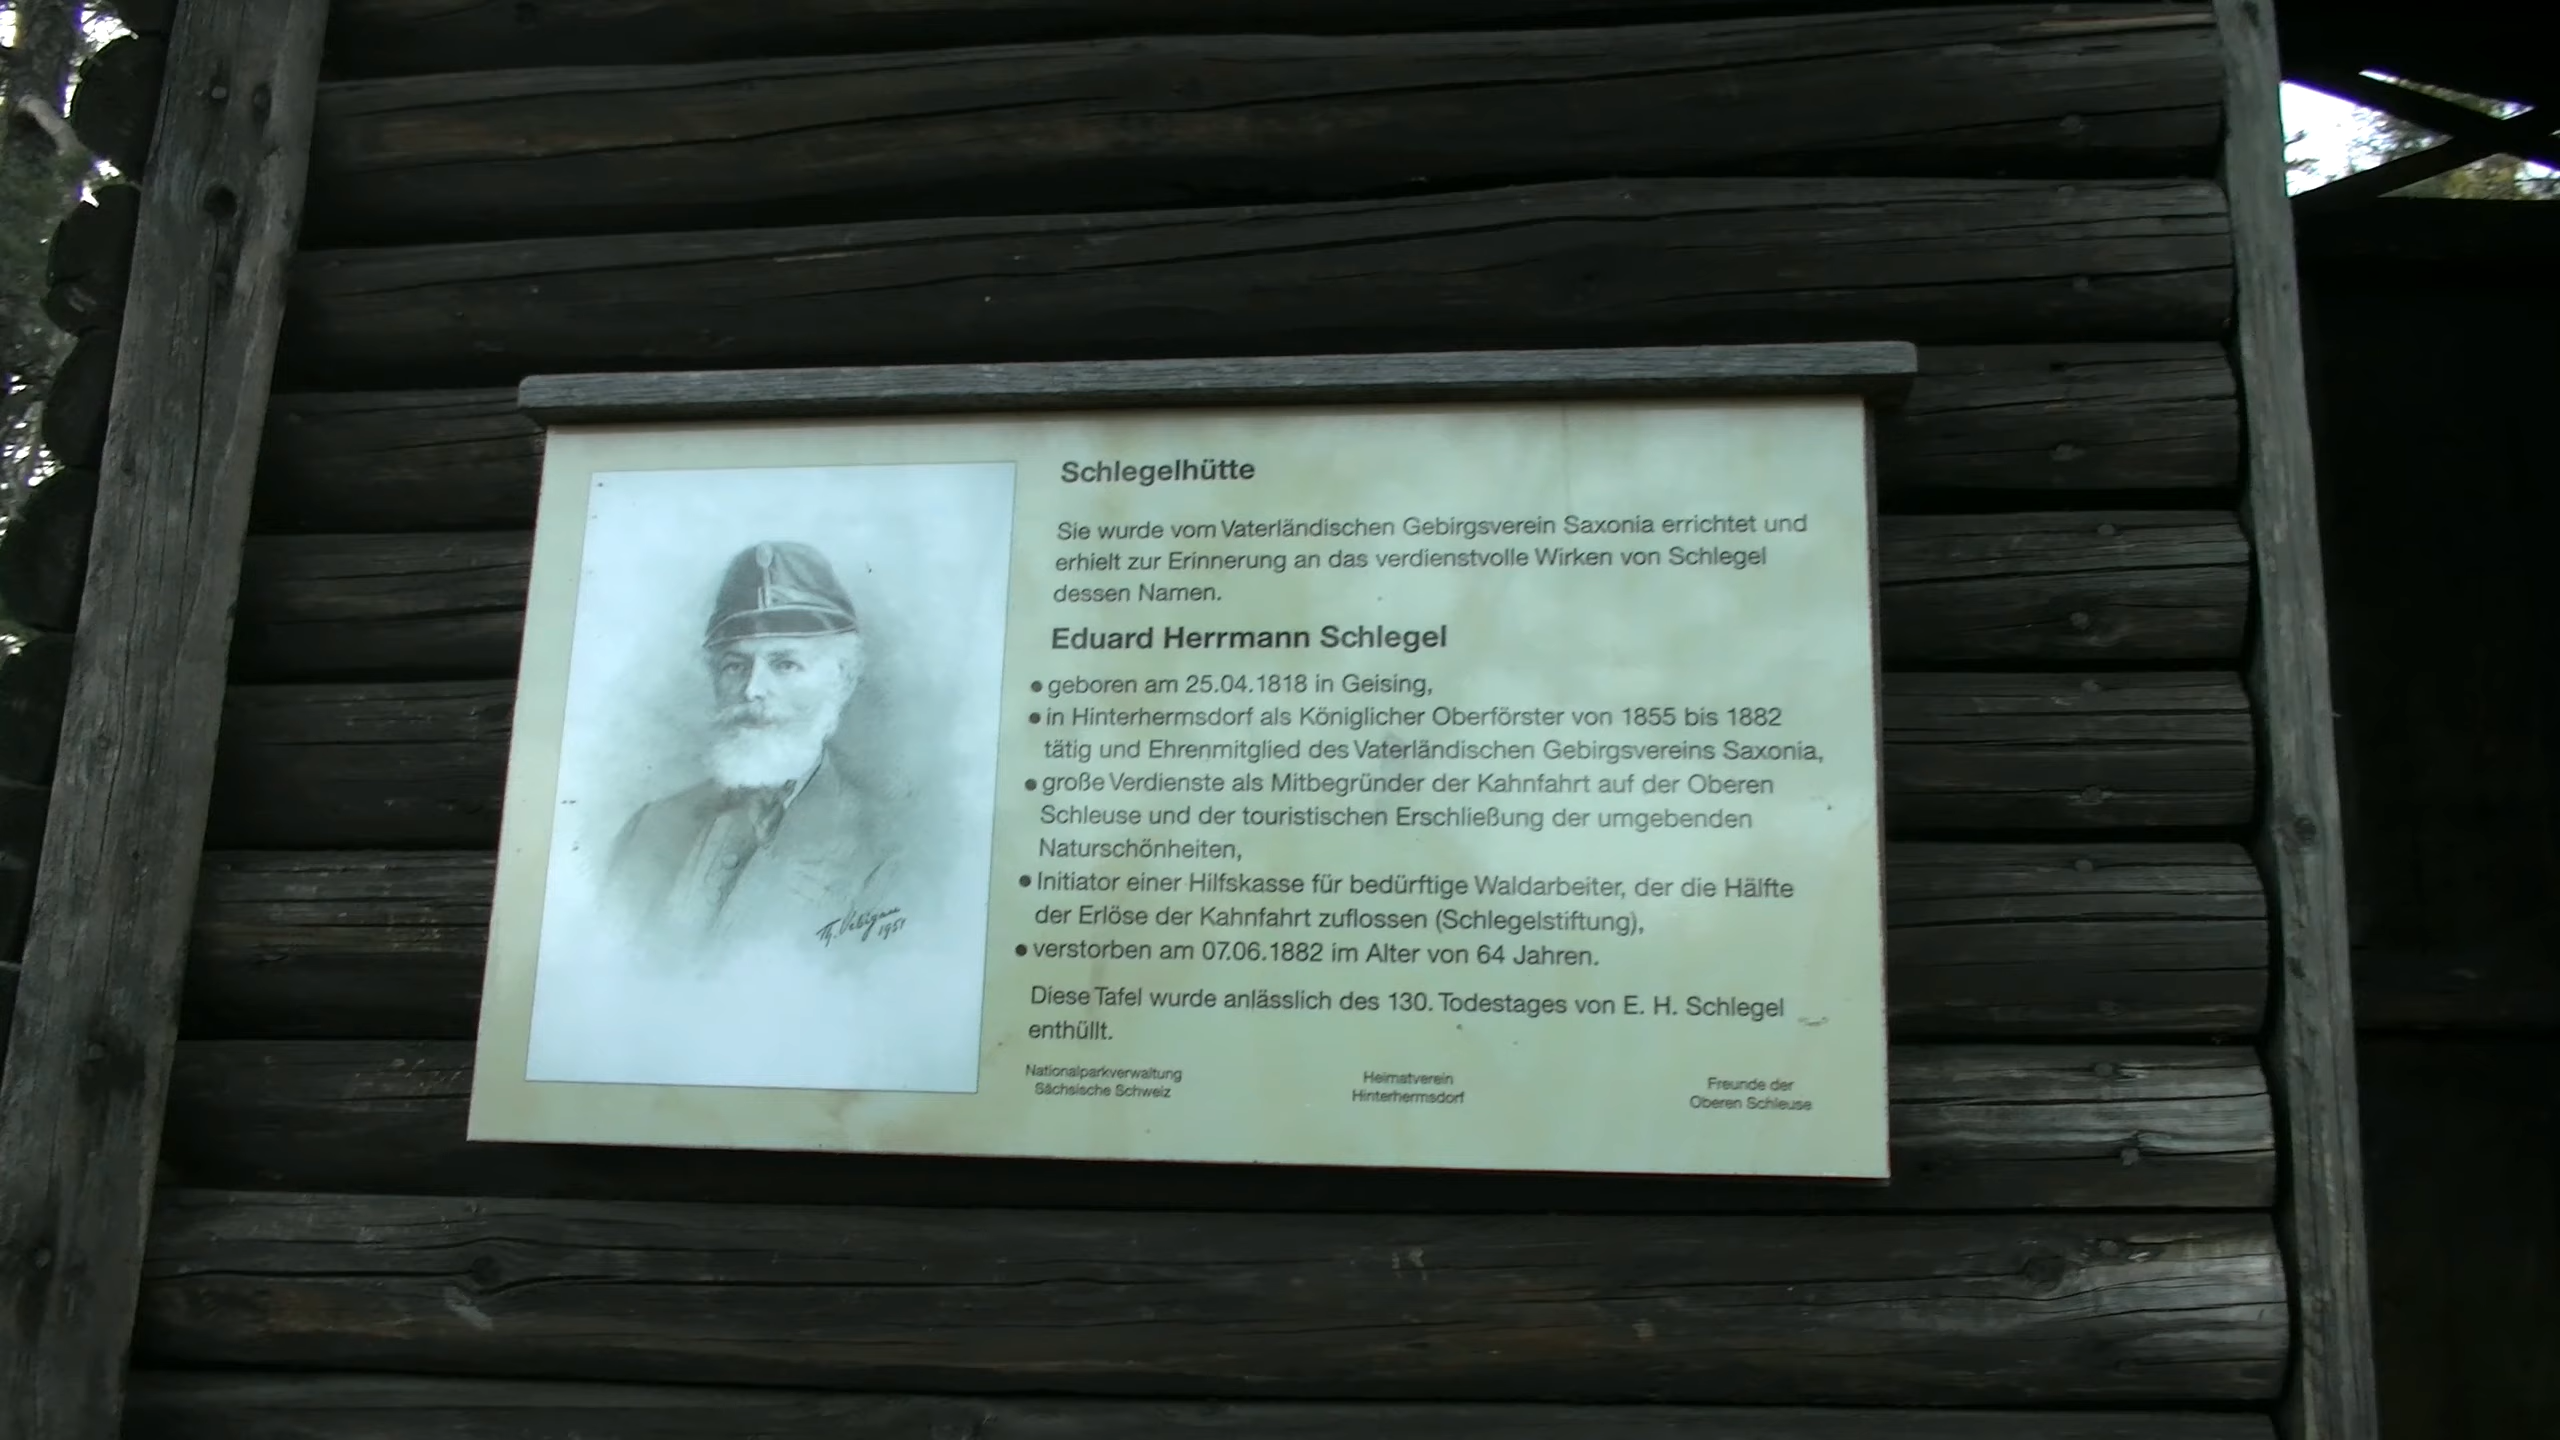 Schlegelhütte
Sie wurde vom Vaterländischen Gebirgsverein Saxonia errichtet und
erhielt zur Erinnerung an das verdienstvolle Wirken von Schlegel
dessen Namen.
Eduard Herrmann Schlegel
• geboren am 25.04.1818 in Geising,
• in Hinterhermsdorf als Königlicher Oberförster von 1855 bis 1882
tätig und Ehrenmitglied des Vaterländischen Gebirgsvereins Saxonia,
• große Verdienste als Mitbegründer der Kahnfahrt auf der Oberen
Schleuse und der touristischen Erschließung der umgebenden
Naturschönheiten,
• Initiator einer Hilfskasse für bedürftige Waldarbeiter, der die Hälfte
der Erlöse der Kahnfahrt zuflossen (Schlegelstiftung),
• verstorben am 07.06.1882 im Alter von 64 Jahren.
Diese Tafel wurde anlässlich des 130. Todestages von E. H. Schlegel
enthüllt.
Nationalparkverwaltung
Sächsische Schweiz
Heimatverein
Hinterhermsdorf
Freunde der
Oberen Schleuse